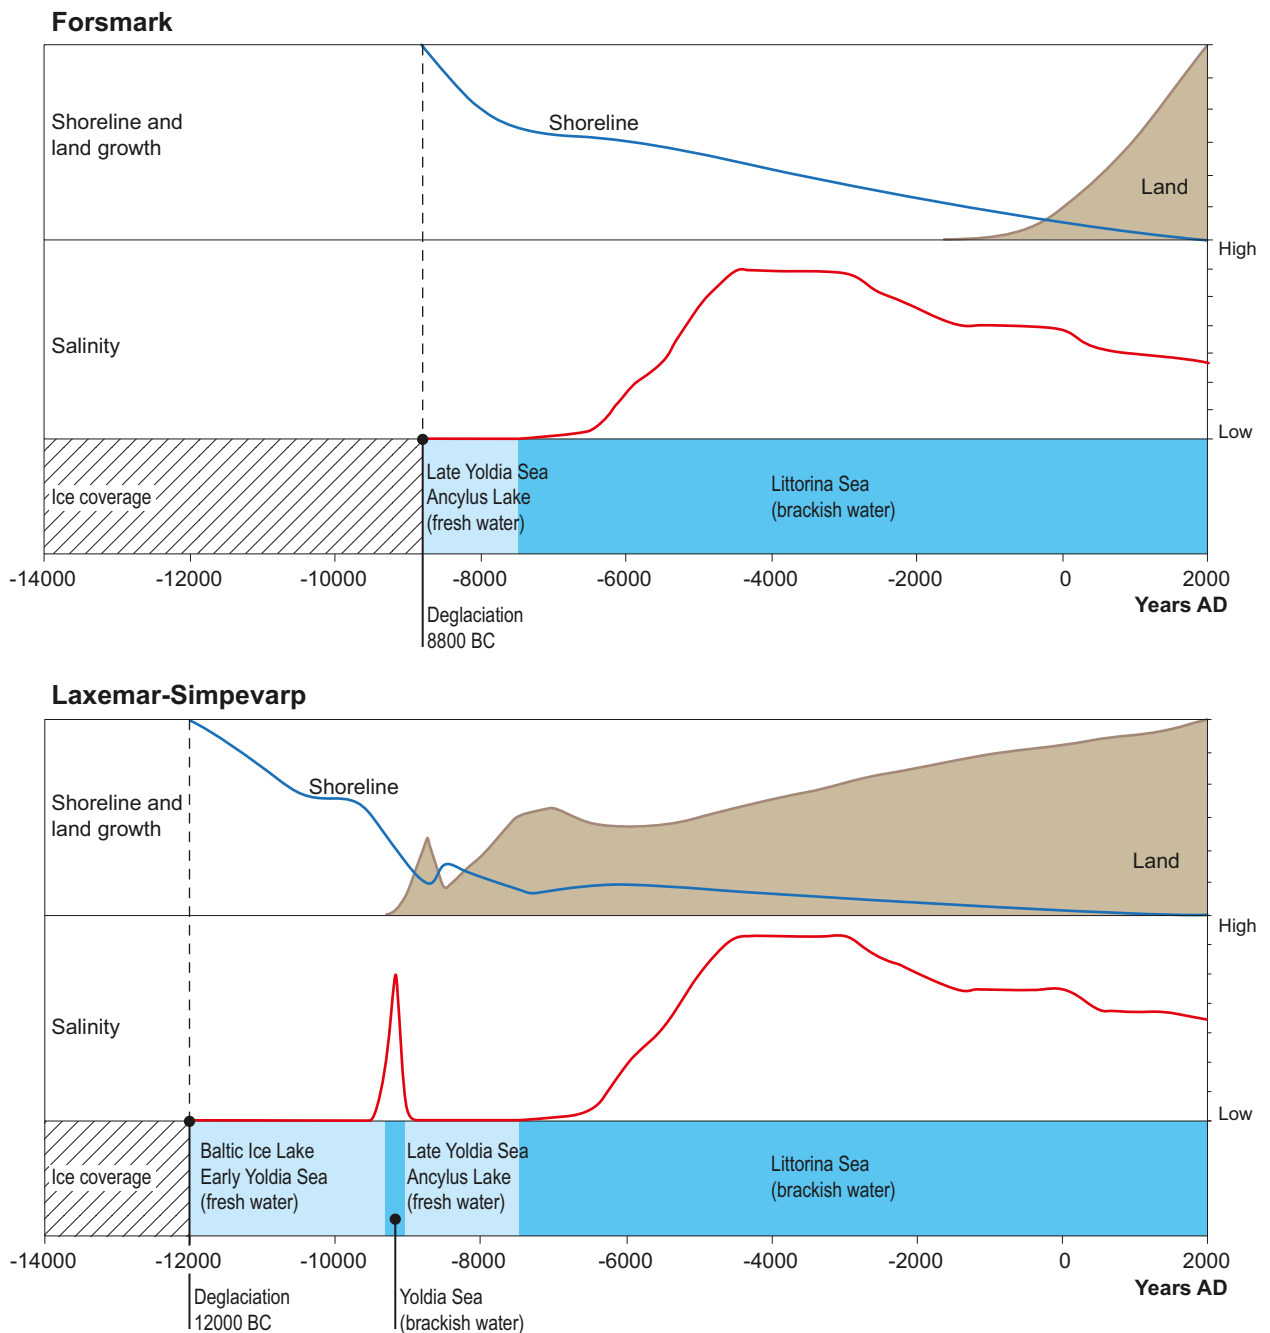 Forsmark
Shoreline and
land growth
Shoreline
Land
High
Salinity
Low
Ice coverage
Late Yoldia Sea
Ancylus Lake
(fresh water)
Littorina Sea
(brackish water)
-14000 -12000 -10000 -8000 -6000 -4000 -2000 0 2000
Years AD
Deglaciation
8800 BC
Laxemar-Simpevarp
Shoreline and
land growth
Shoreline
Land
High
Salinity
Low
Ice coverage
Baltic Ice Lake
Early Yoldia Sea
(fresh water)
Late Yoldia Sea
Ancylus Lake
(fresh water)
Littorina Sea
(brackish water)
-14000 -12000 -10000 -8000 -6000 -4000 -2000 0 2000
Years AD
Deglaciation
12000 BC
Yoldia Sea
(brackish water)